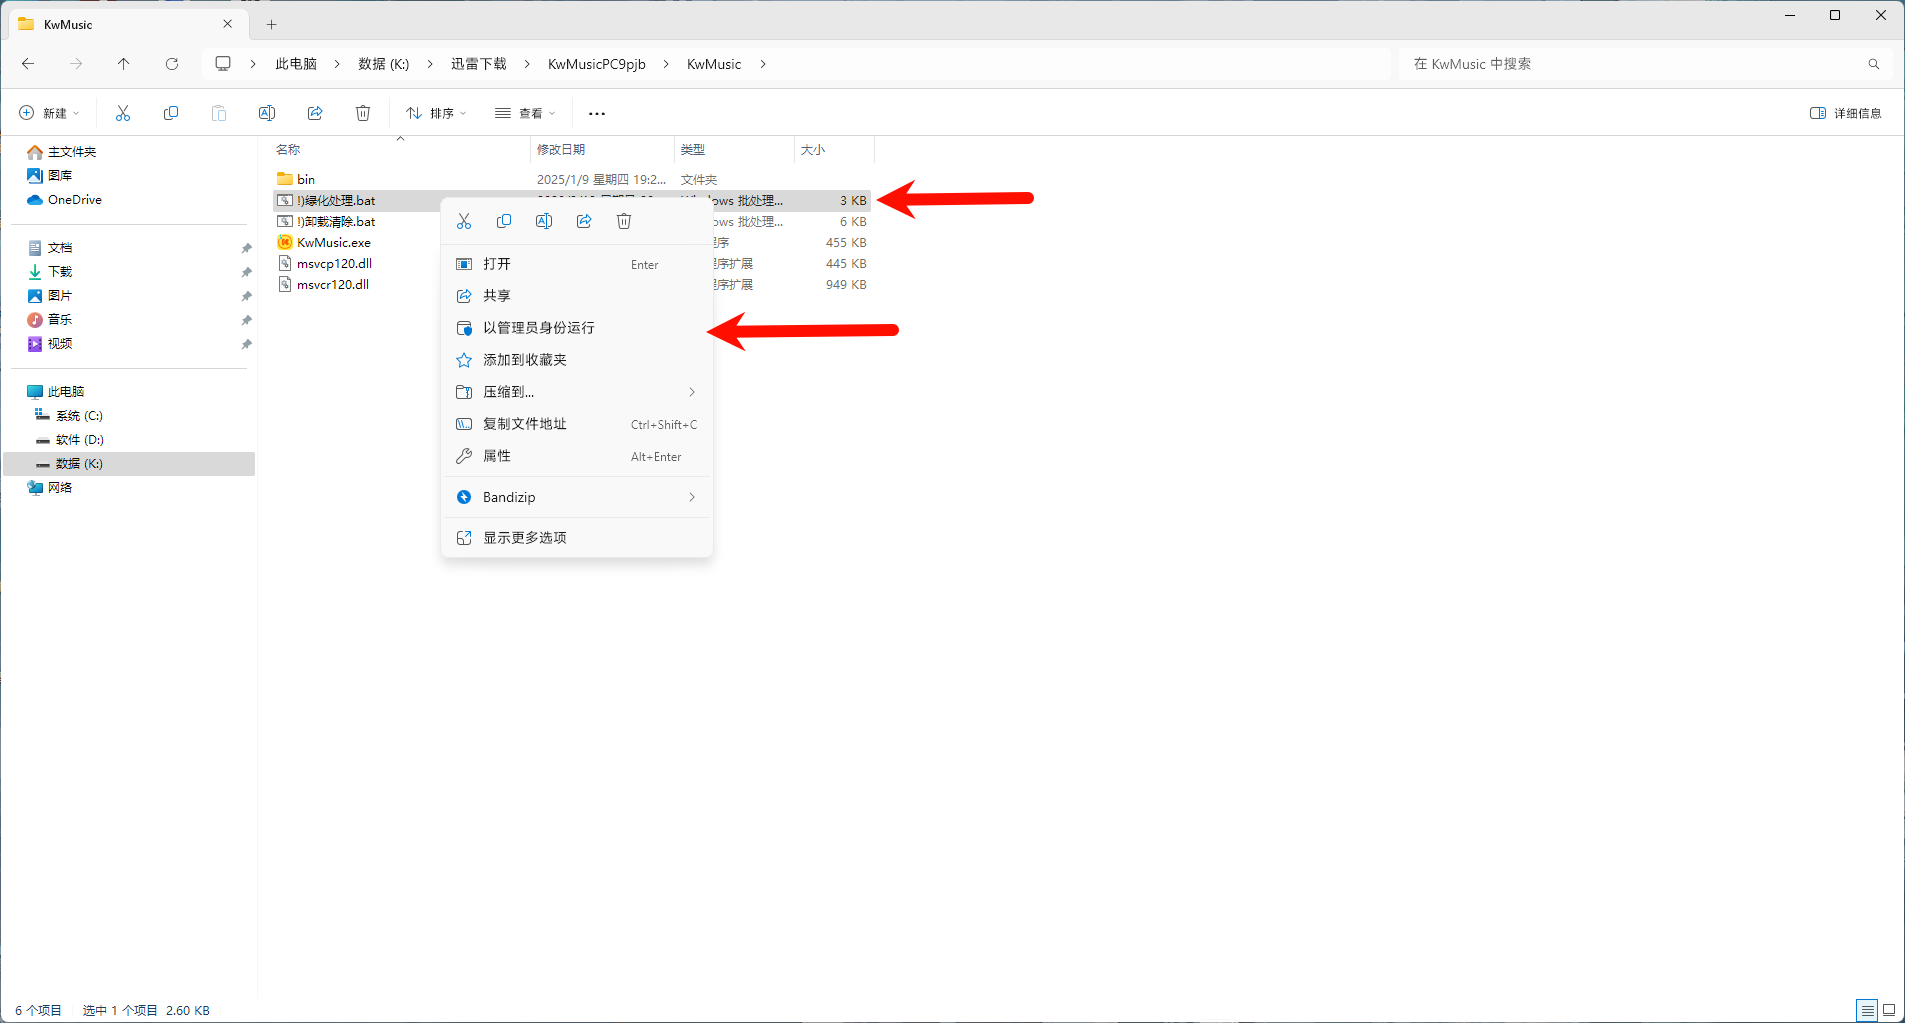 KwMusic
此电脑 数据 (K:) 迅雷下载 KwMusicPC9pjb KwMusic
在 KwMusic 中搜索
新建 排序 查看 ... 详细信息
主文件夹
图库
OneDrive
文档
下载
图片
音乐
视频
此电脑
系统 (C:)
软件 (D:)
数据 (K:)
网络
名称 修改日期 类型 大小
bin 2025/1/9 星期四 19:2... 文件夹
!)绿化处理.bat 批处理... 3 KB
!)卸载清除.bat ows 批处理... 6 KB
KwMusic.exe 程序 455 KB
msvcp120.dll 程序扩展 445 KB
msvcr120.dll 程序扩展 949 KB
打开 Enter
共享
以管理员身份运行
添加到收藏夹
压缩到...
复制文件地址 Ctrl+Shift+C
属性 Alt+Enter
Bandizip
显示更多选项
6 个项目 选中 1 个项目 2.60 KB